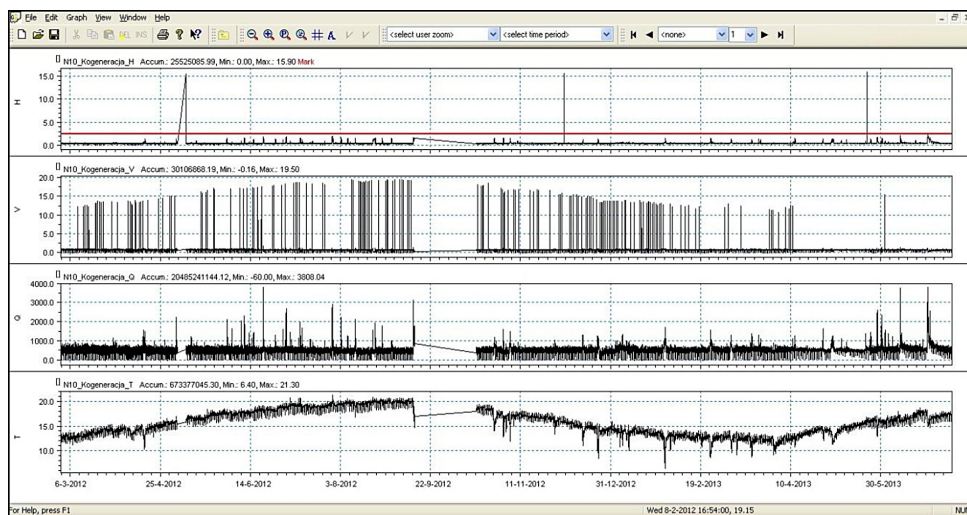 File Edit Graph View Window Help
DEL INS <select user zoom> <select time period> <none> 1
N10_Kogeneracja_H Accum.: 25525085.99, Min.: 0.00, Max.: 15.90 Mark
15.0
10.0
H
5.0
0.0
N10_Kogeneracja_V Accum.: 30106868.19, Min.: -0.16, Max.: 19.50
20.0
15.0
10.0
V
5.0
0.0
N10_Kogeneracja_Q Accum.: 20485241144.12, Min.: -60.00, Max.: 3808.04
4000.0
3000.0
Q
2000.0
1000.0
0.0
N10_Kogeneracja_T Accum.: 673377045.30, Min.: 6.40, Max.: 21.30
20.0
15.0
T
10.0
6-3-2012 25-4-2012 14-6-2012 3-8-2012 22-9-2012 11-11-2012 31-12-2012 19-2-2013 10-4-2013 30-5-2013
For Help, press F1 Wed 8-2-2012 16:54:00, 19.15 NU